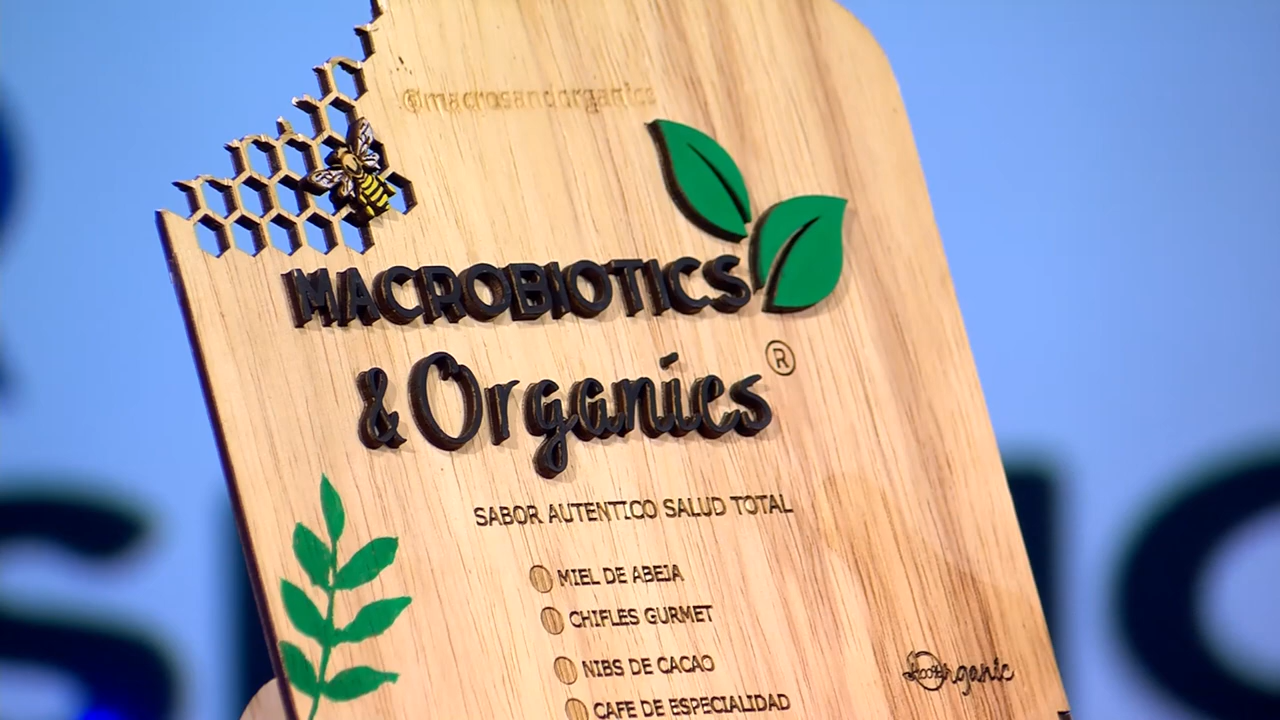 @macrosandorganics
MACROBIOTICS
& Organics ®
SABOR AUTENTICO SALUD TOTAL
MIEL DE ABEJA
CHIFLES GURMET
NIBS DE CACAO
CAFE DE ESPECIALIDAD